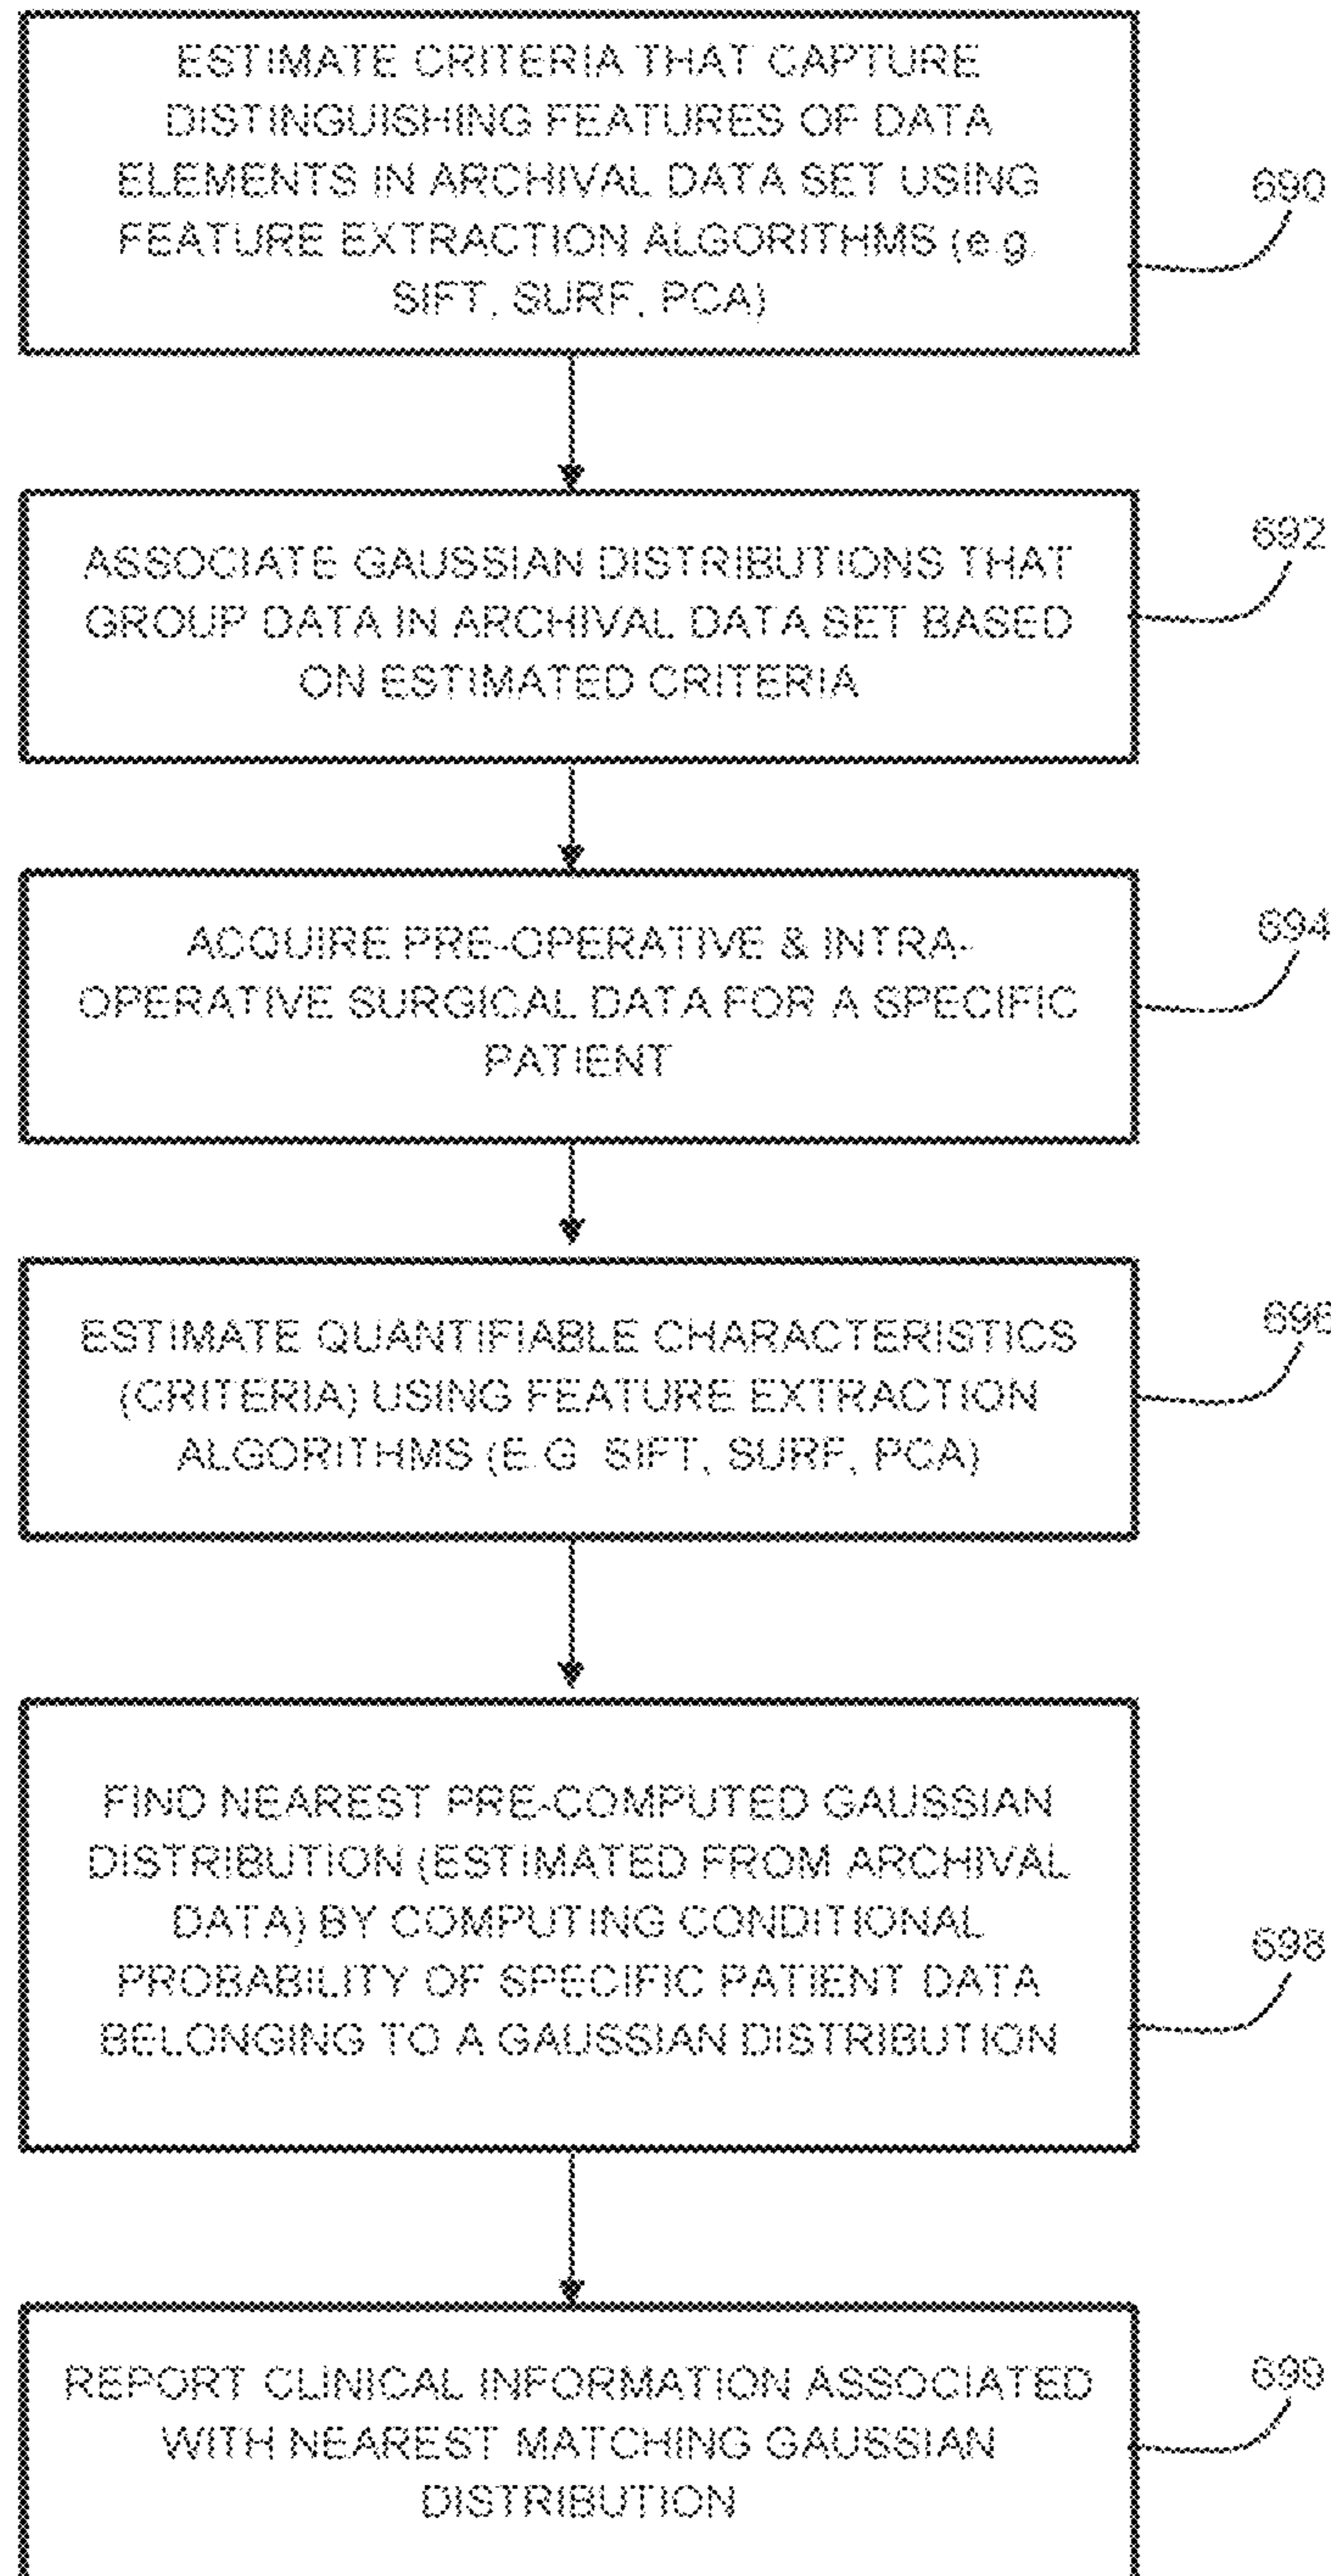 ESTIMATE CRITERIA THAT CAPTURE
DISTINGUISHING FEATURES OF DATA
ELEMENTS IN ARCHIVAL DATA SET USING
FEATURE EXTRACTION ALGORITHMS (e.g.
SIFT, SURF, PCA)
690
ASSOCIATE GAUSSIAN DISTRIBUTIONS THAT
GROUP DATA IN ARCHIVAL DATA SET BASED
ON ESTIMATED CRITERIA
692
ACQUIRE PRE-OPERATIVE & INTRA-
OPERATIVE SURGICAL DATA FOR A SPECIFIC
PATIENT
694
ESTIMATE QUANTIFIABLE CHARACTERISTICS
(CRITERIA) USING FEATURE EXTRACTION
ALGORITHMS (E.G. SIFT, SURF, PCA)
696
FIND NEAREST PRE-COMPUTED GAUSSIAN
DISTRIBUTION (ESTIMATED FROM ARCHIVAL
DATA) BY COMPUTING CONDITIONAL
PROBABILITY OF SPECIFIC PATIENT DATA
BELONGING TO A GAUSSIAN DISTRIBUTION
698
REPORT CLINICAL INFORMATION ASSOCIATED
WITH NEAREST MATCHING GAUSSIAN
DISTRIBUTION
699